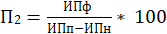 П₂ = ИПф / (ИПп−ИПн) * 100